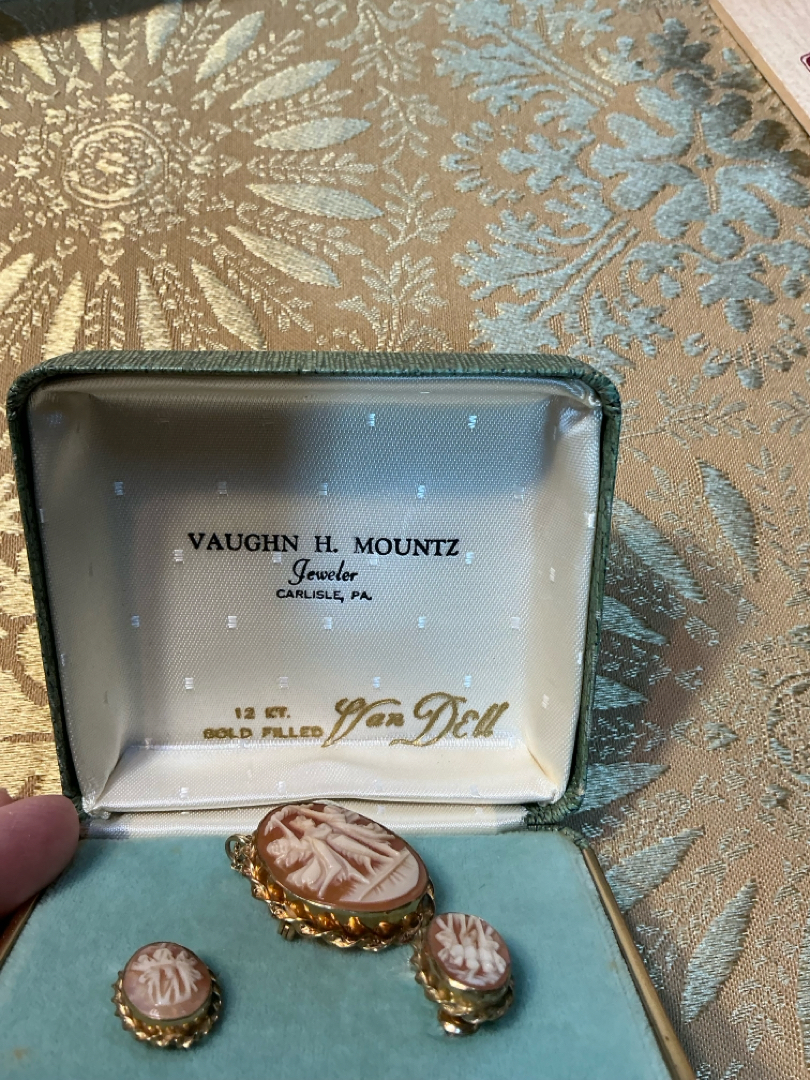 VAUGHN H. MOUNTZ
Jeweler
CARLISLE, PA.
12 KT.
GOLD FILLED Van Dell